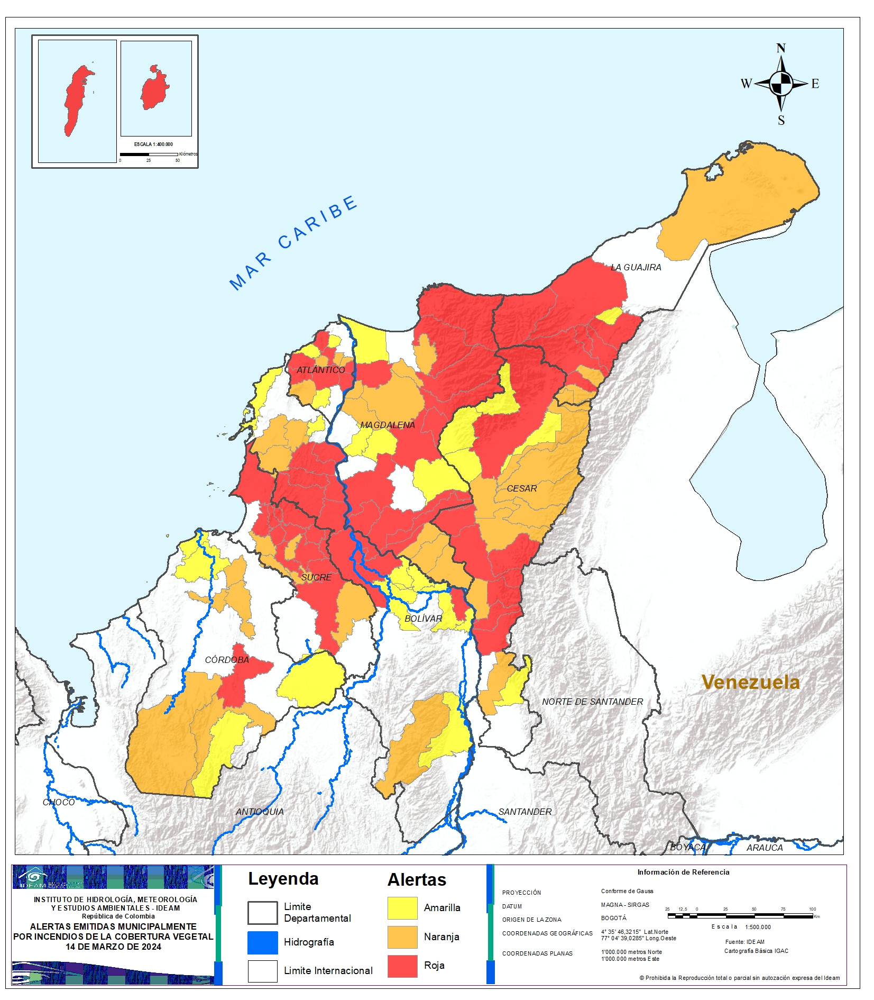 ESCALA 1:400.000
Kilómetros
0 25 50
N
W E
S
MAR CARIBE
LA GUAJIRA
ATLÁNTICO
MAGDALENA
CESAR
SUCRE
BOLÍVAR
CÓRDOBA
Venezuela
NORTE DE SANTANDER
CHOCÓ
ANTIOQUIA
SANTANDER
BOYACÁ
ARAUCA
IDEAM
INSTITUTO DE HIDROLOGÍA, METEOROLOGÍA
Y ESTUDIOS AMBIENTALES - IDEAM
República de Colombia
ALERTAS EMITIDAS MUNICIPALMENTE
POR INCENDIOS DE LA COBERTURA VEGETAL
14 DE MARZO DE 2024
Leyenda
Limite
Departamental
Hidrografía
Limite Internacional
Alertas
Amarilla
Naranja
Roja
Información de Referencia
PROYECCIÓN Conforme de Gauss
DATUM MAGNA - SIRGAS
ORIGEN DE LA ZONA BOGOTÁ
COORDENADAS GEOGRÁFICAS 4° 35' 46,3215" Lat.Norte
77° 04' 39,0285" Long.Oeste
COORDENADAS PLANAS 1'000.000 metros Norte
1'000.000 metros Este
25 12,5 0 25 50 75 100
Km
Escala 1:500.000
Fuente: IDEAM
Cartografía Básica IGAC
© Prohibida la Reproducción total o parcial sin autozación expresa del Ideam